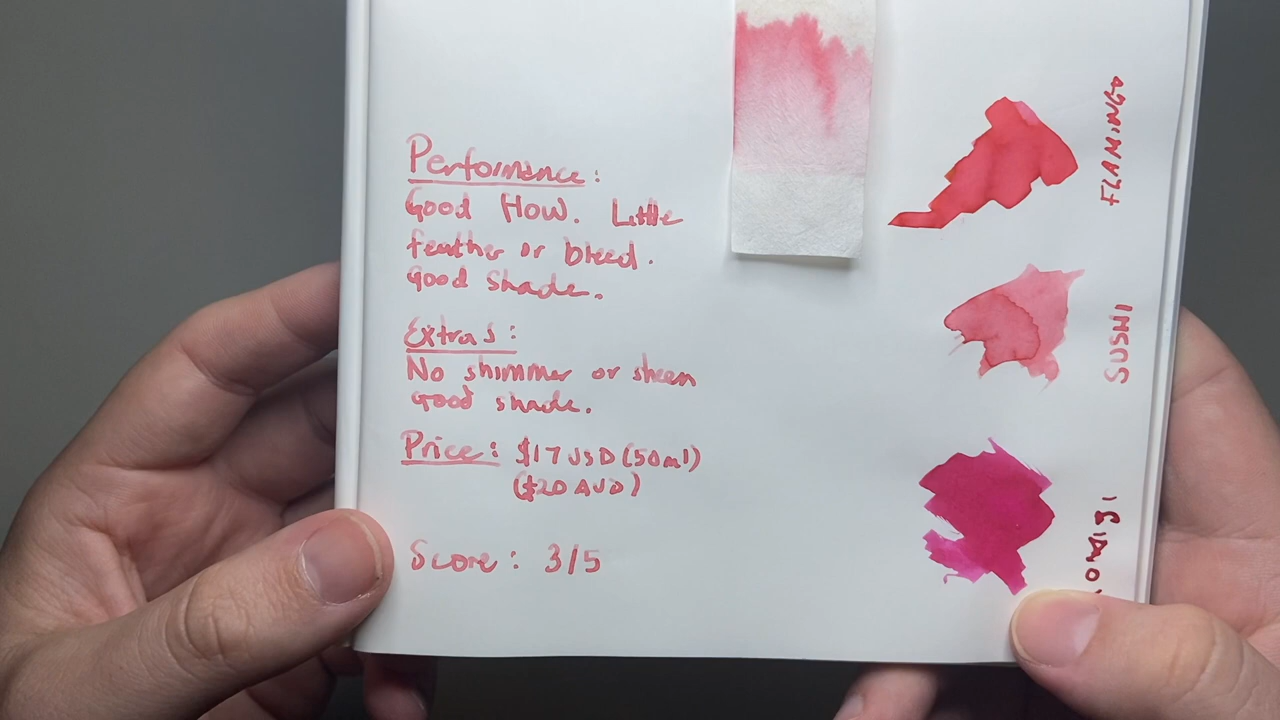 Performance:
Good flow. Little
feather or bleed.
Good shade.
Extras:
No shimmer or sheen
Good shade.
Price: $17 USD (50ml)
($20 AUD)
Score: 3/5
FLAMINGO
SUSHI